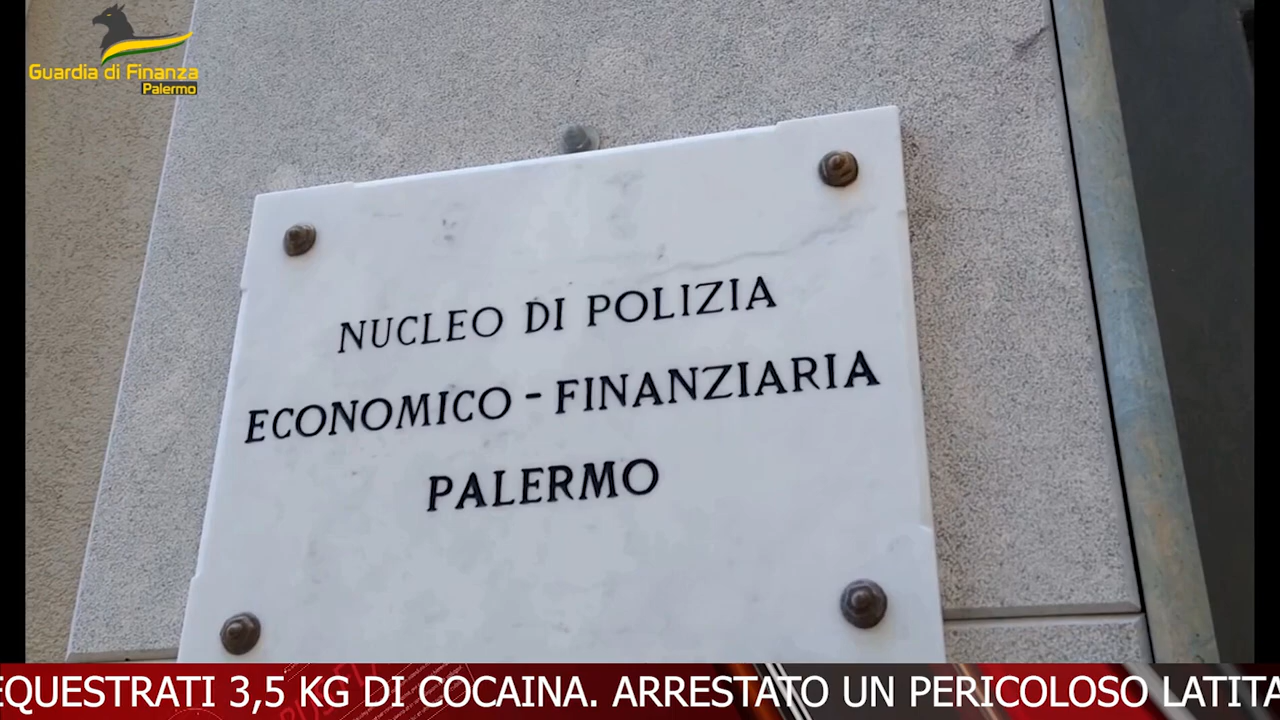 Guardia di Finanza
Palermo
NUCLEO DI POLIZIA
ECONOMICO - FINANZIARIA
PALERMO
EQUESTRATI 3,5 KG DI COCAINA. ARRESTATO UN PERICOLOSO LATITA